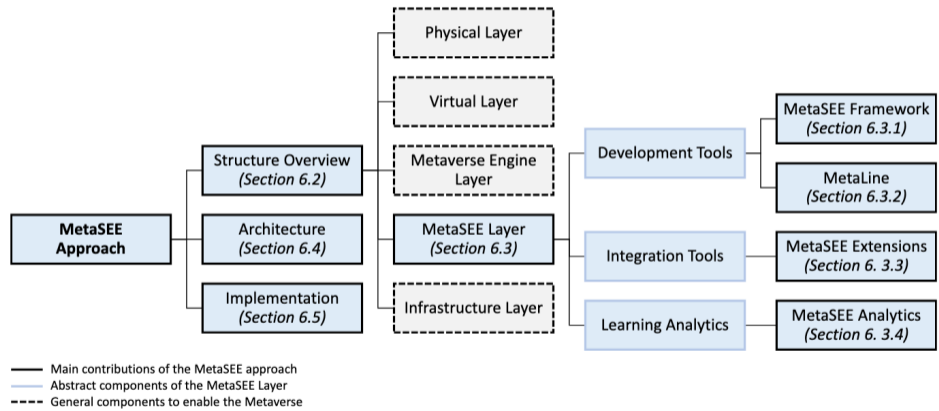 Physical Layer
Virtual Layer
Metaverse Engine
Layer
Structure Overview
(Section 6.2)
MetaSEE
Approach
Architecture
(Section 6.4)
Implementation
(Section 6.5)
MetaSEE Layer
(Section 6.3)
Infrastructure Layer
Development Tools
Integration Tools
Learning Analytics
MetaSEE Framework
(Section 6.3.1)
MetaLine
(Section 6.3.2)
MetaSEE Extensions
(Section 6. 3.3)
MetaSEE Analytics
(Section 6. 3.4)
Main contributions of the MetaSEE approach
Abstract components of the MetaSEE Layer
General components to enable the Metaverse